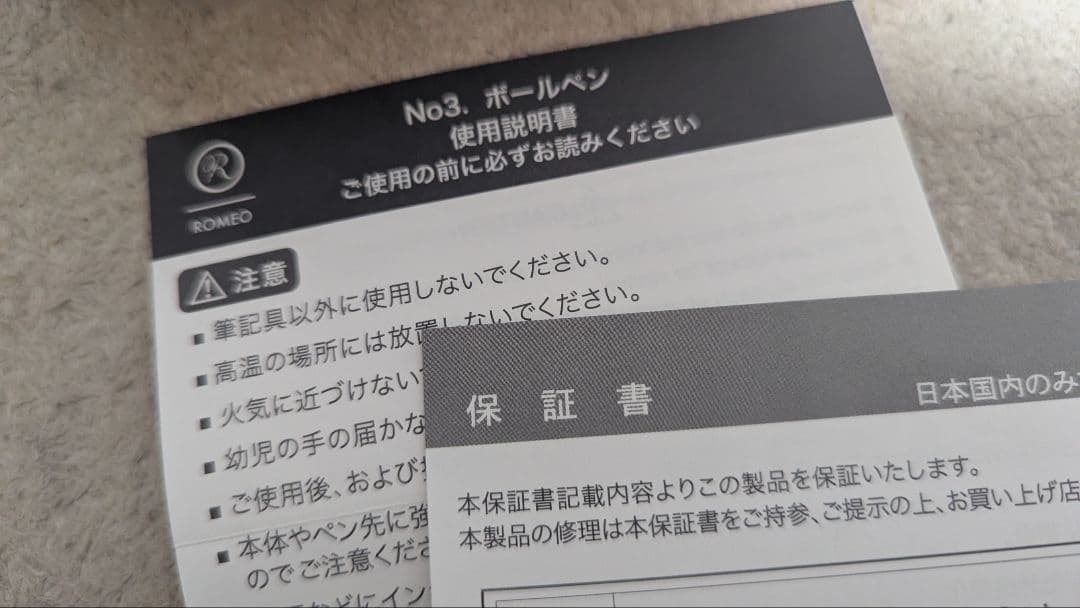 No3. ボールペン
使用説明書
ご使用の前に必ずお読みください
R
ROMEO
注意
■ 筆記具以外に使用しないでください。
■ 高温の場所には放置しないでください。
■ 火気に近づけない
■ 幼児の手の届かな
■ ご使用後、および
■ 本体やペン先に強
のでご注意くださ
などにイン
保 証 書
日本国内のみ
本保証書記載内容よりこの製品を保証いたします。
本製品の修理は本保証書をご持参、ご提示の上、お買い上げ店